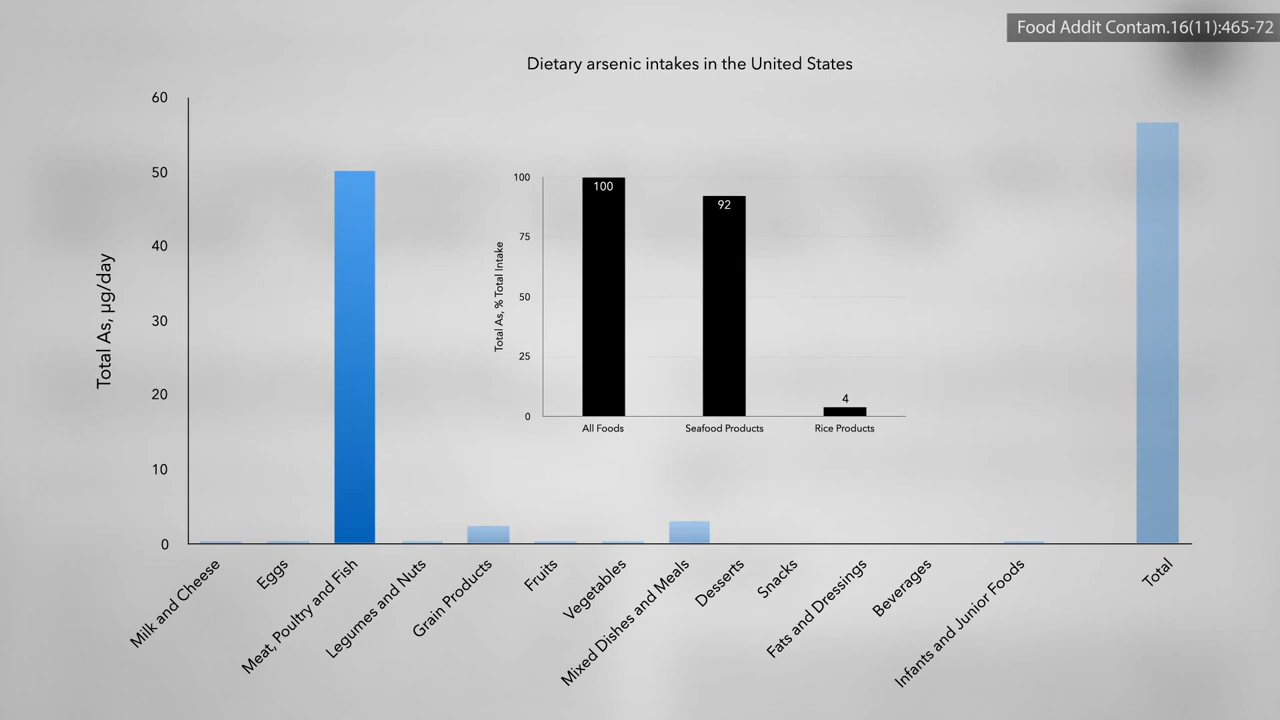 Food Addit Contam.16(11):465-72
Dietary arsenic intakes in the United States
Total As, µg/day
60
50
40
30
20
10
0
Total As, % Total Intake
100
75
50
25
0
100
92
4
All Foods
Seafood Products
Rice Products
Milk and Cheese
Eggs
Meat, Poultry and Fish
Legumes and Nuts
Grain Products
Fruits
Vegetables
Mixed Dishes and Meals
Desserts
Snacks
Fats and Dressings
Beverages
Infants and Junior Foods
Total